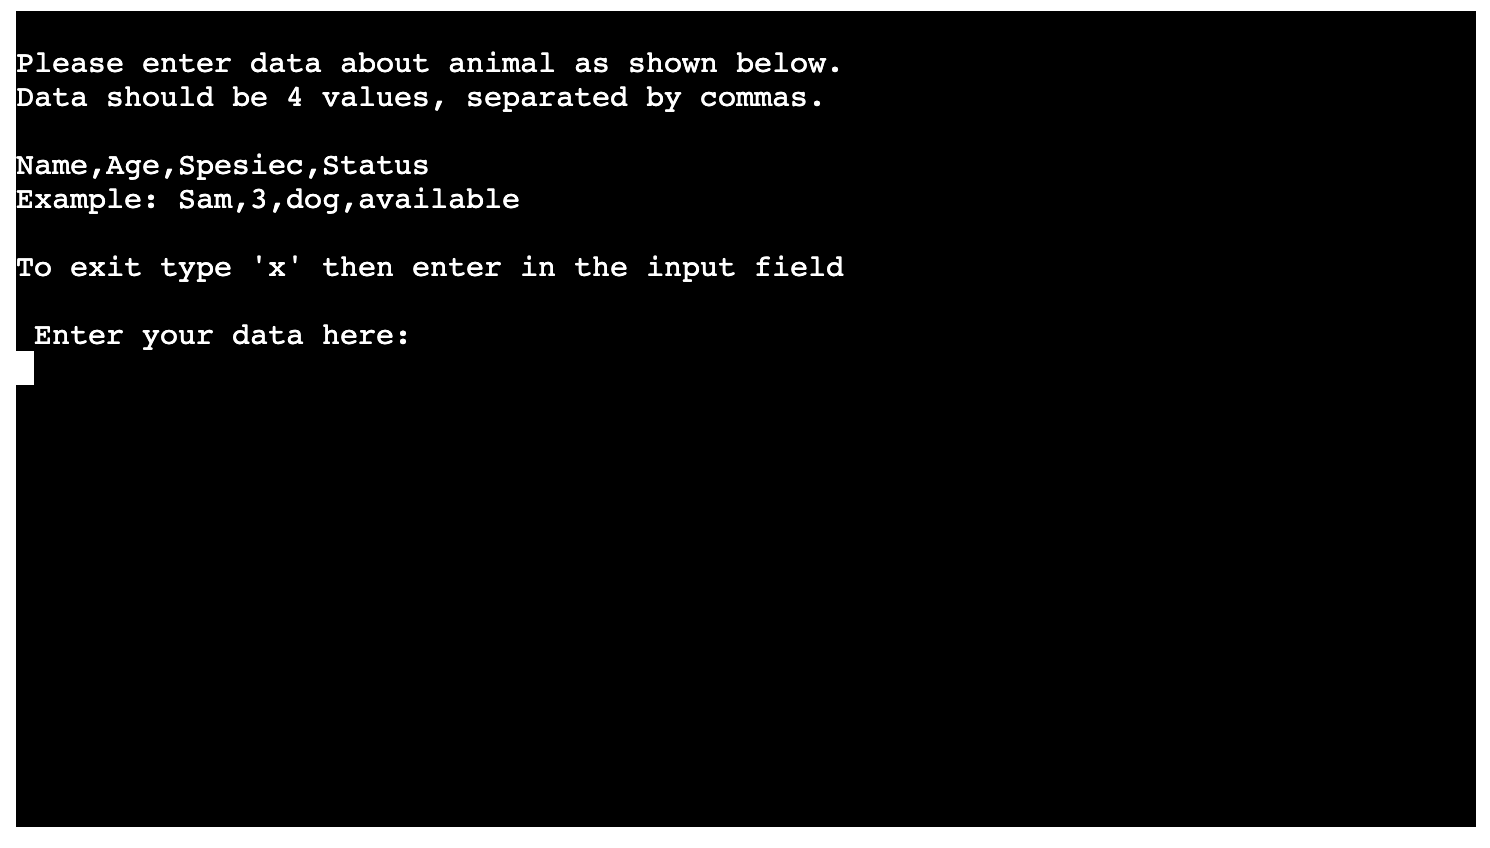 Please enter data about animal as shown below.
Data should be 4 values, separated by commas.
Name,Age,Spesiec,Status
Example: Sam,3,dog,available
To exit type 'x' then enter in the input field
Enter your data here: